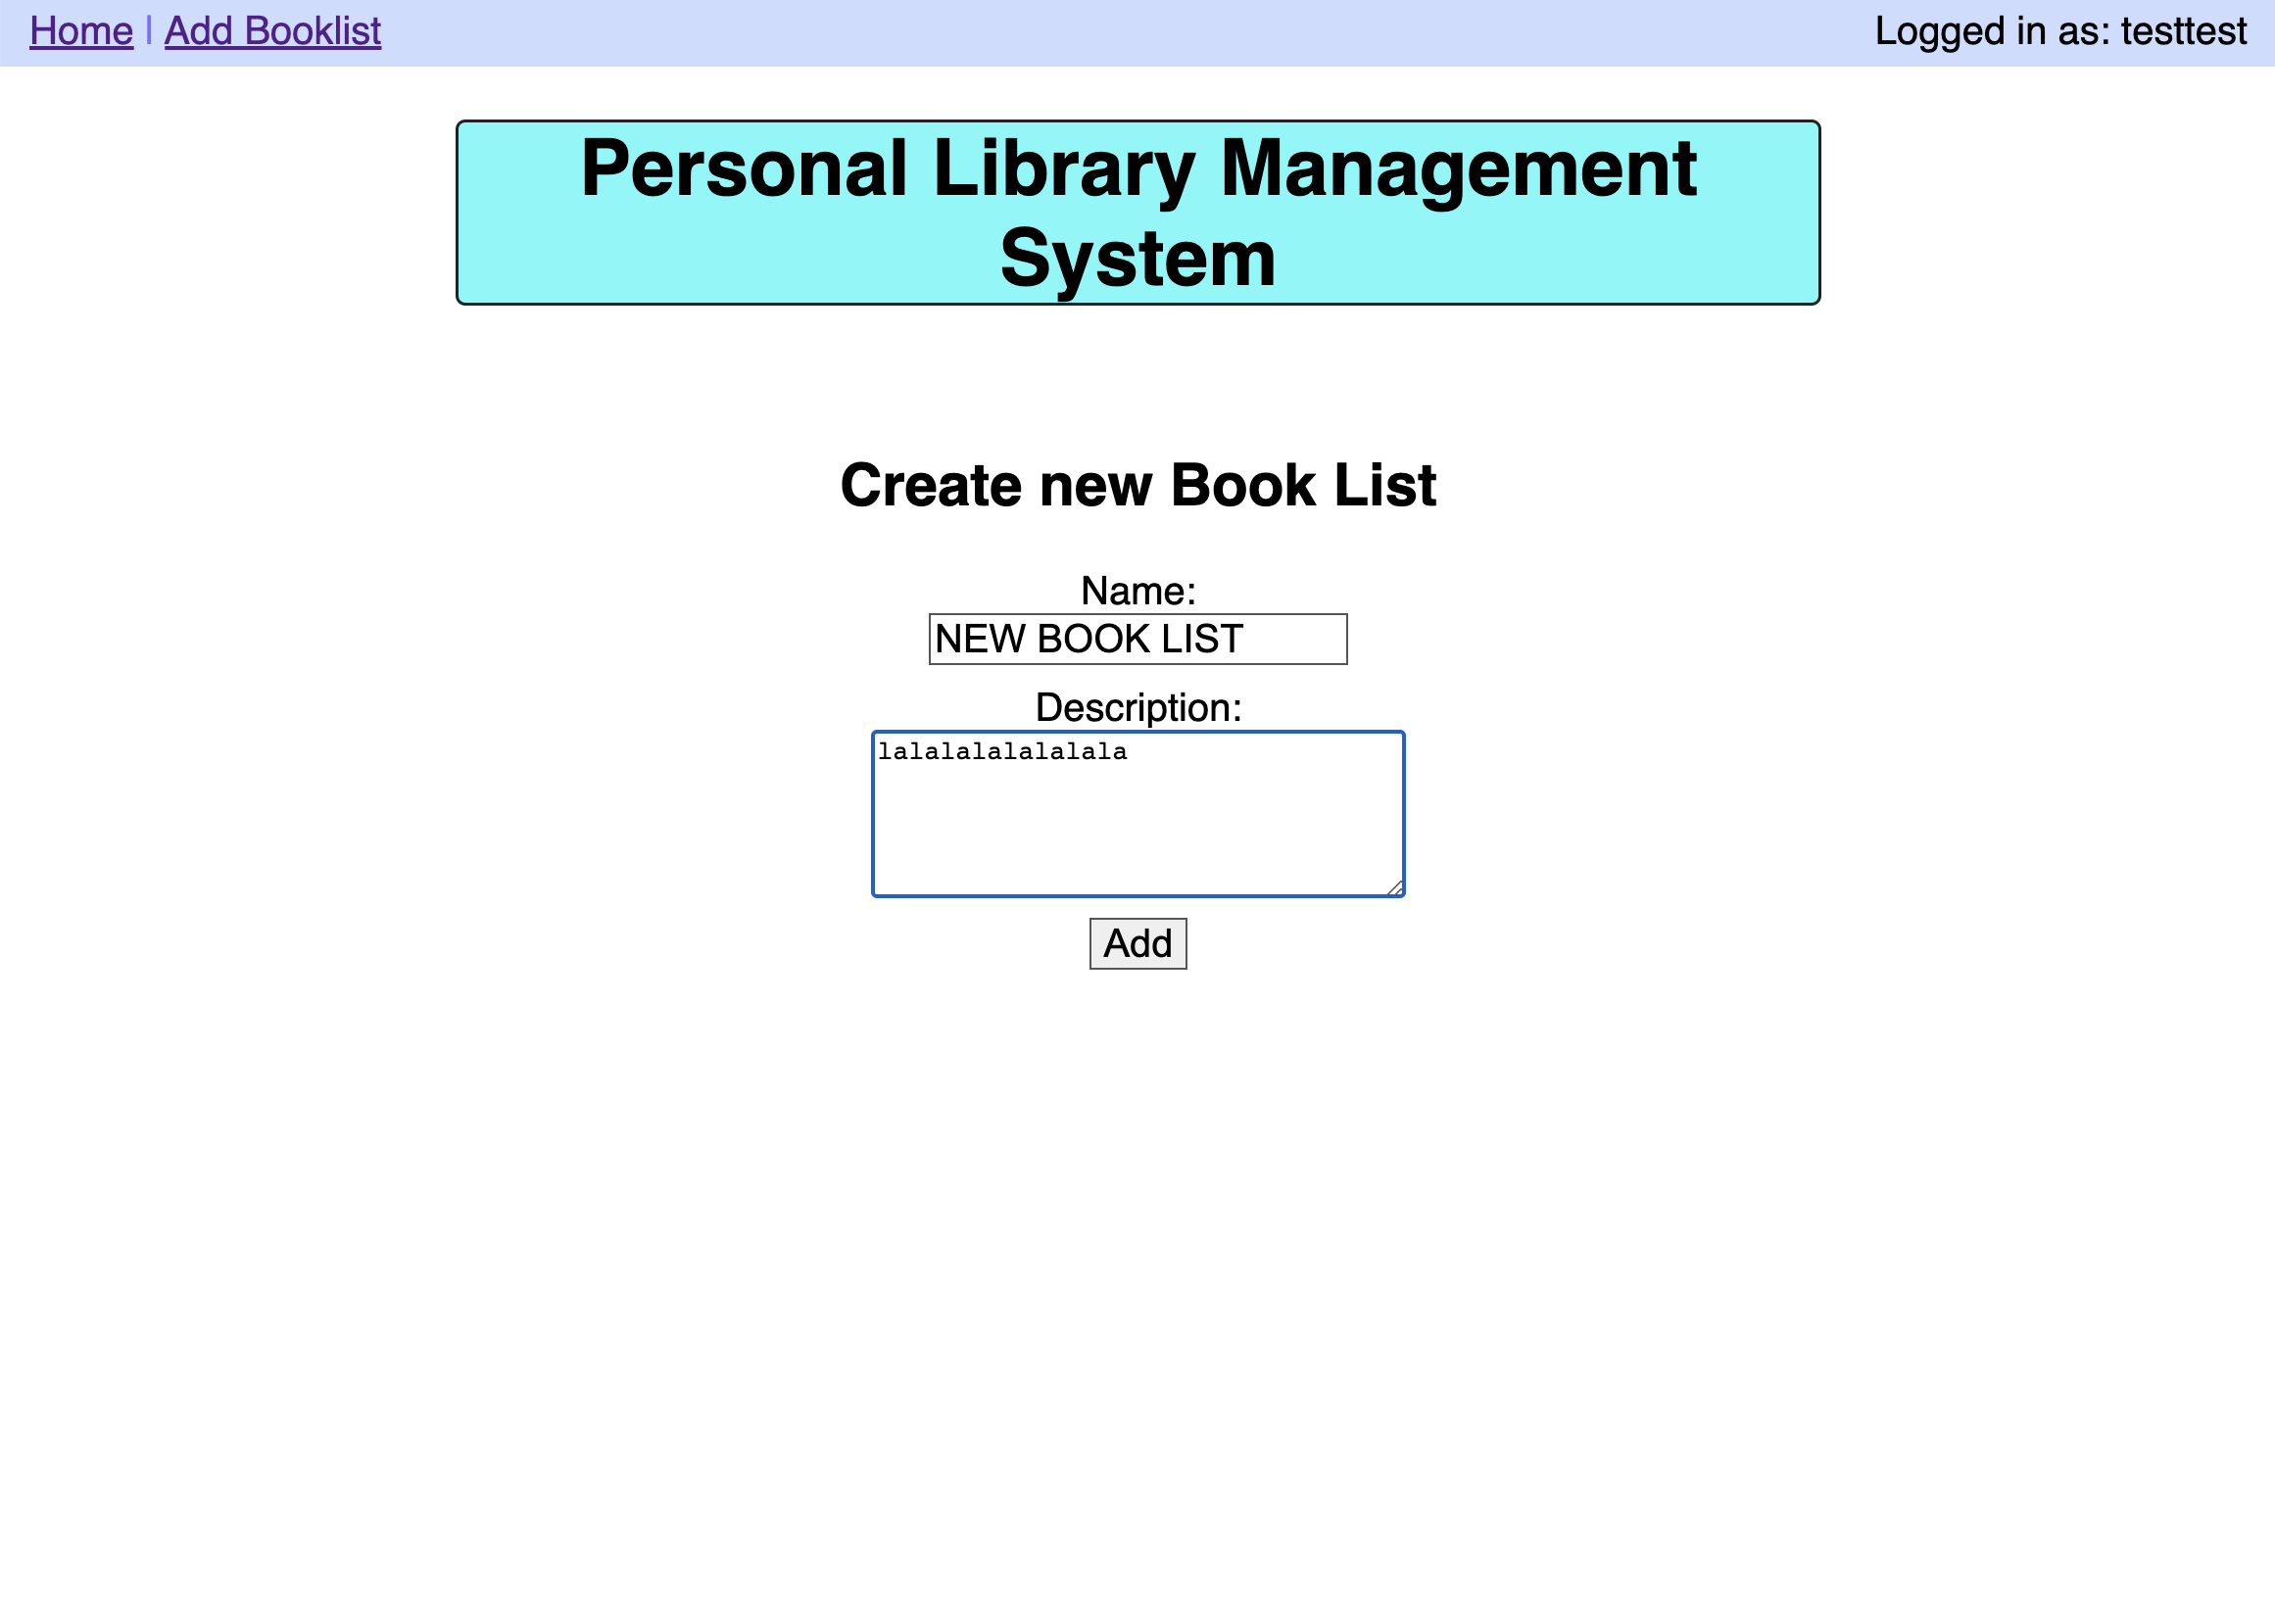 Home | Add Booklist
Logged in as: testtest
Personal Library Management
System
Create new Book List
Name:
NEW BOOK LIST
Description:
lalalalalalalala
Add